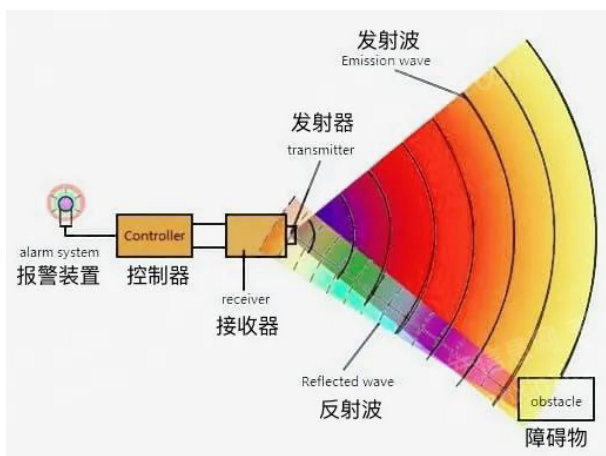 发射波
Emission wave
发射器
transmitter
Controller
alarm system
报警装置
控制器
receiver
接收器
Reflected wave
反射波
obstacle
障碍物